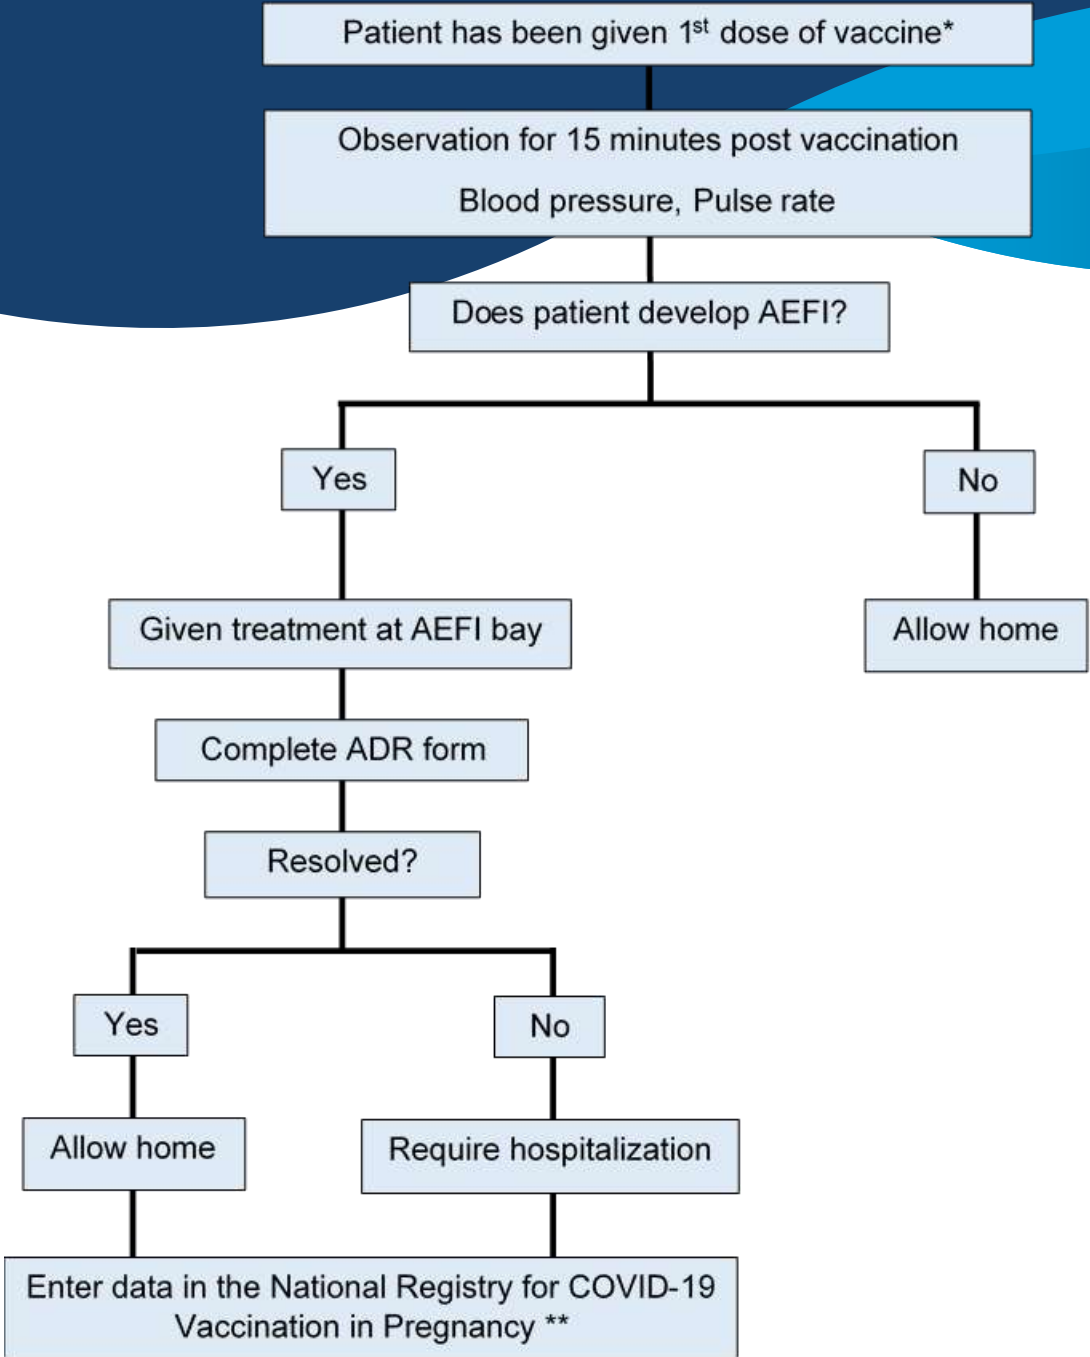 Patient has been given 1st dose of vaccine*
Observation for 15 minutes post vaccination
Blood pressure, Pulse rate
Does patient develop AEFI?
Yes
No
Given treatment at AEFI bay
Allow home
Complete ADR form
Resolved?
Yes
No
Allow home
Require hospitalization
Enter data in the National Registry for COVID-19
Vaccination in Pregnancy **